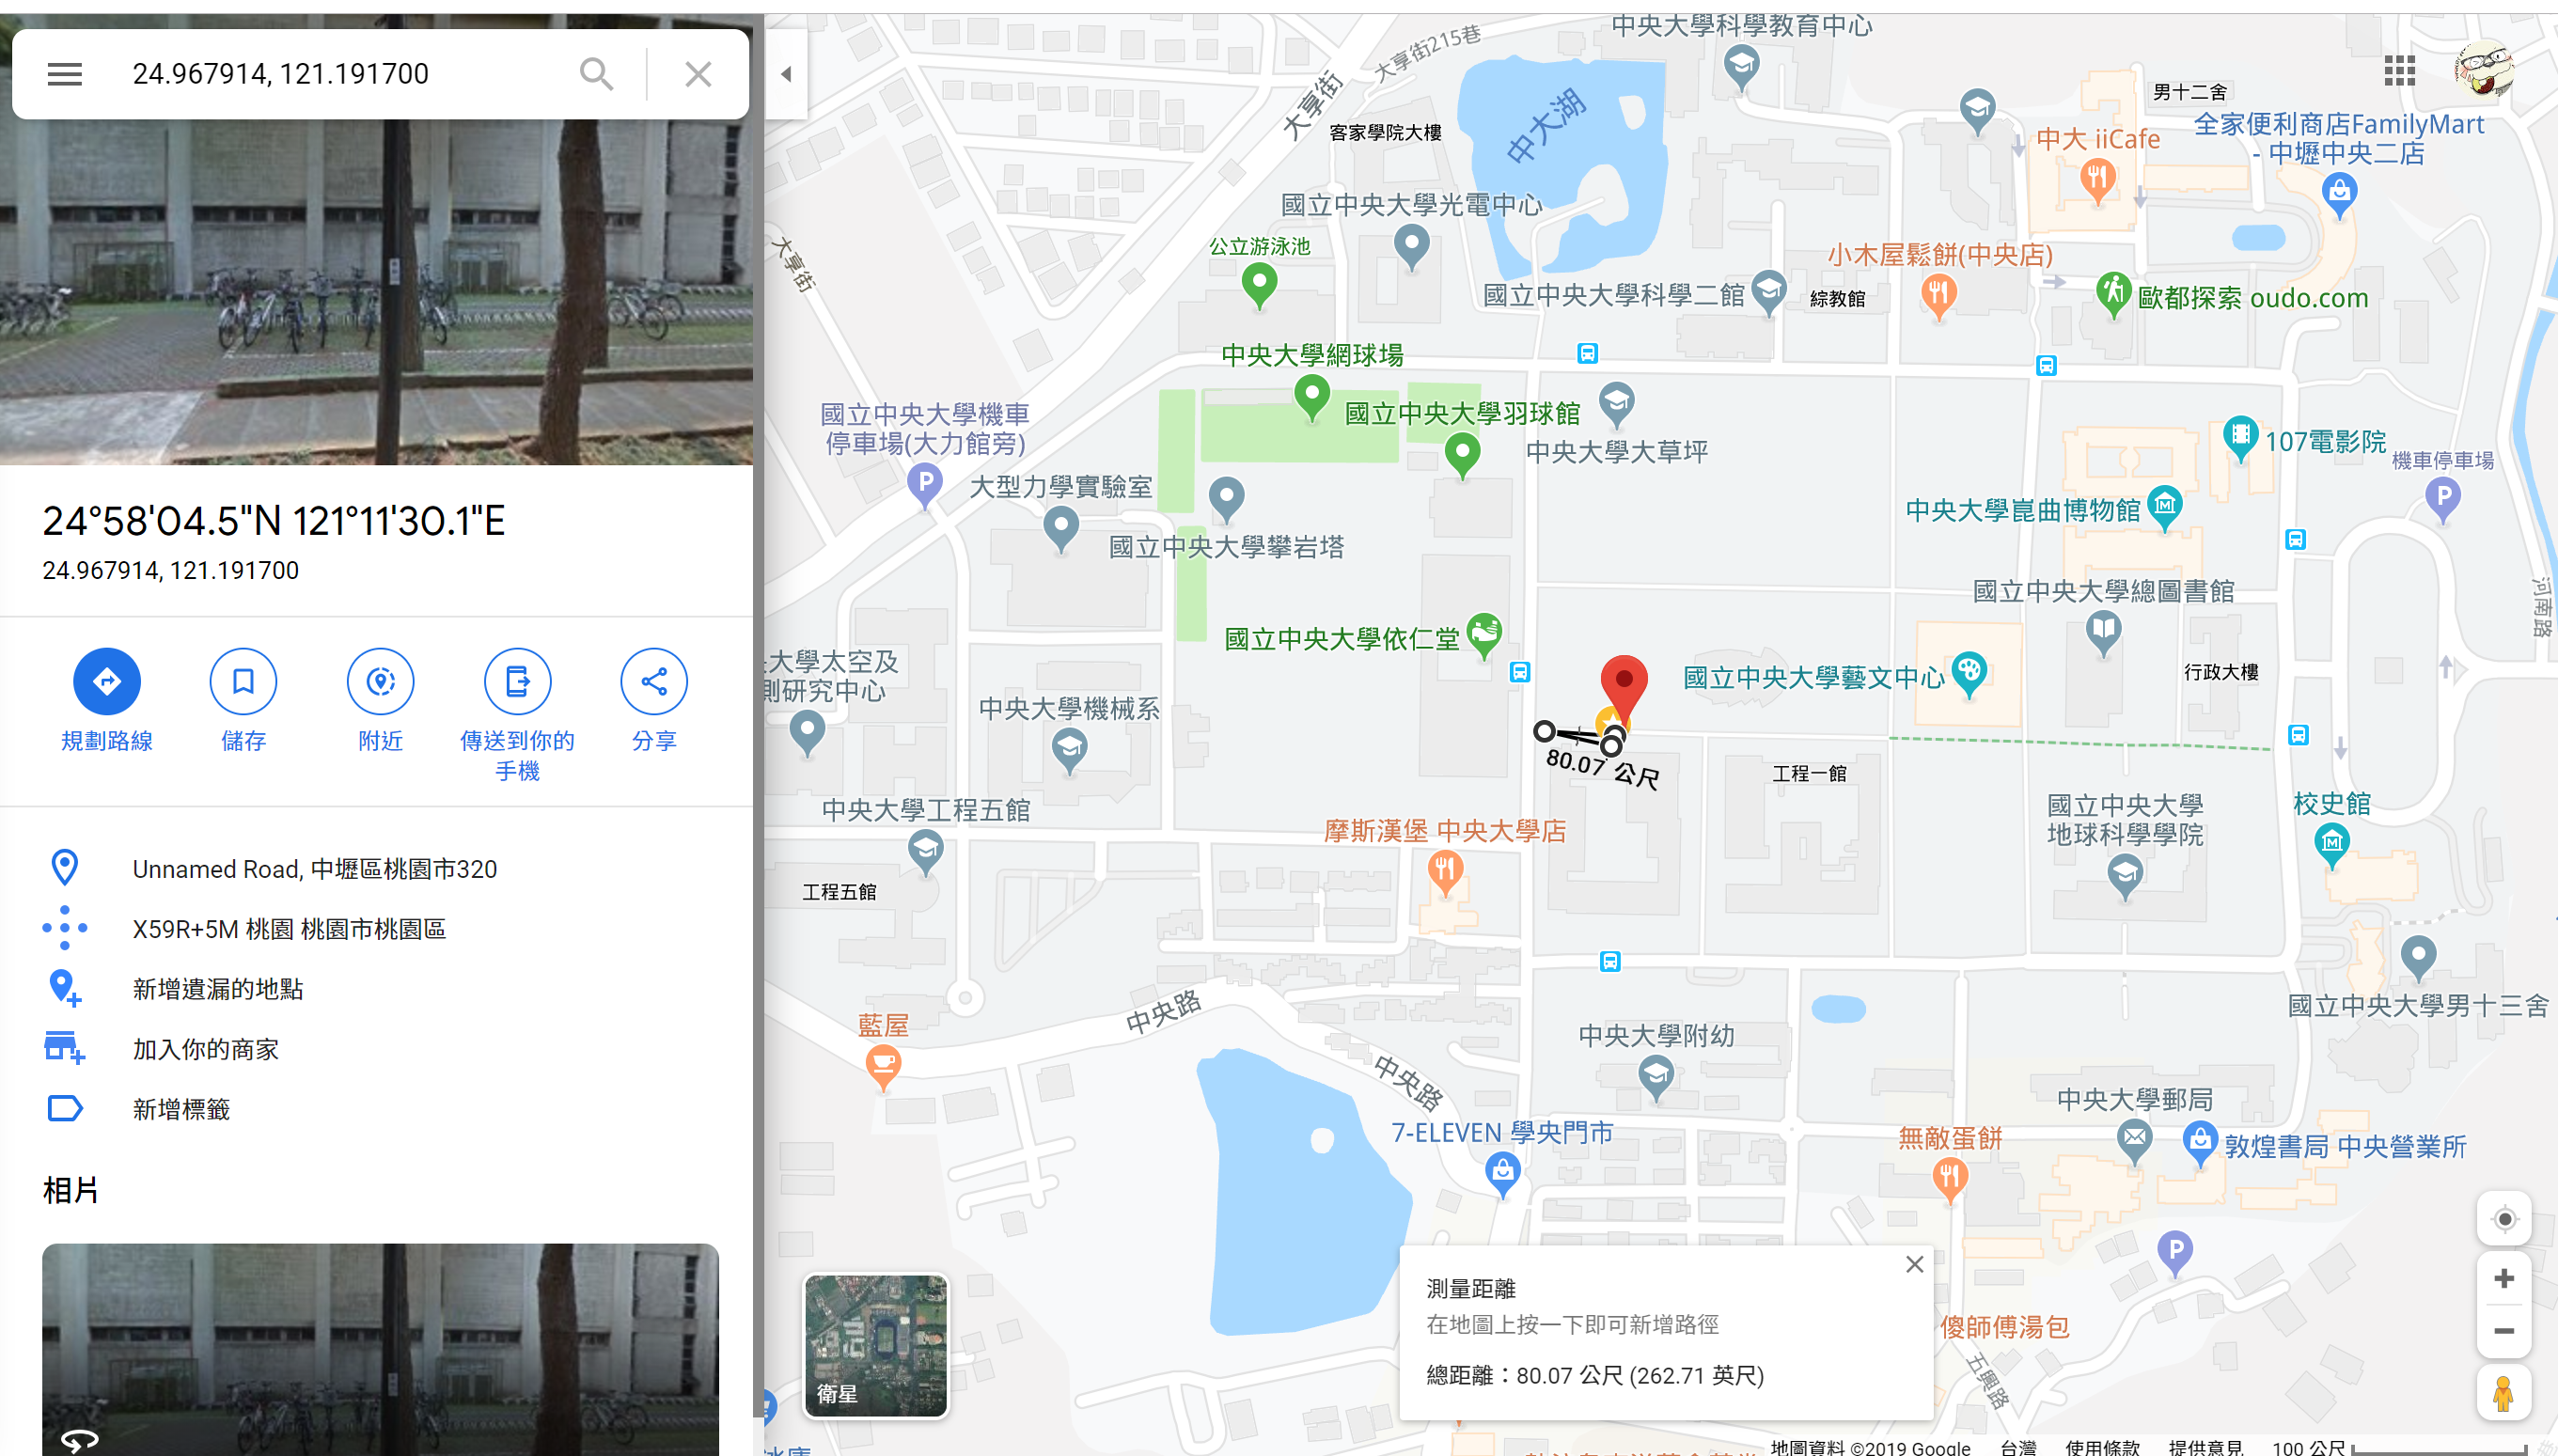 24.967914, 121.191700
24°58'04.5"N 121°11'30.1"E
24.967914, 121.191700
規劃路線
儲存
附近
傳送到你的
手機
分享
Unnamed Road, 中壢區桃園市320
X59R+5M 桃園 桃園市桃園區
新增遺漏的地點
加入你的商家
新增標籤
相片
中央大學科學教育中心
大享街215巷
大享街
客家學院大樓
中大湖
男十二舍
中大 iiCafe
全家便利商店FamilyMart
- 中壢中央二店
國立中央大學光電中心
公立游泳池
大享街
小木屋鬆餅(中央店)
國立中央大學科學二館
綜教館
歐都探索 oudo.com
中央大學網球場
國立中央大學機車
停車場(大力館旁)
國立中央大學羽球館
中央大學大草坪
107電影院
機車停車場
大型力學實驗室
中央大學崑曲博物館
國立中央大學攀岩塔
國立中央大學總圖書館
河南路
國立中央大學依仁堂
大學太空及
測研究中心
國立中央大學藝文中心
行政大樓
中央大學機械系
80.07 公尺
工程一館
中央大學工程五館
摩斯漢堡 中央大學店
國立中央大學
地球科學學院
校史館
工程五館
中央路
國立中央大學男十三舍
藍屋
中央大學附幼
中央路
中央大學郵局
7-ELEVEN 學央門市
無敵蛋餅
敦煌書局 中央營業所
測量距離
在地圖上按一下即可新增路徑
總距離：80.07 公尺 (262.71 英尺)
傻師傅湯包
五興路
衛星
地圖資料 ©2019 Google
台灣
使用條款
提供意見
100 公尺